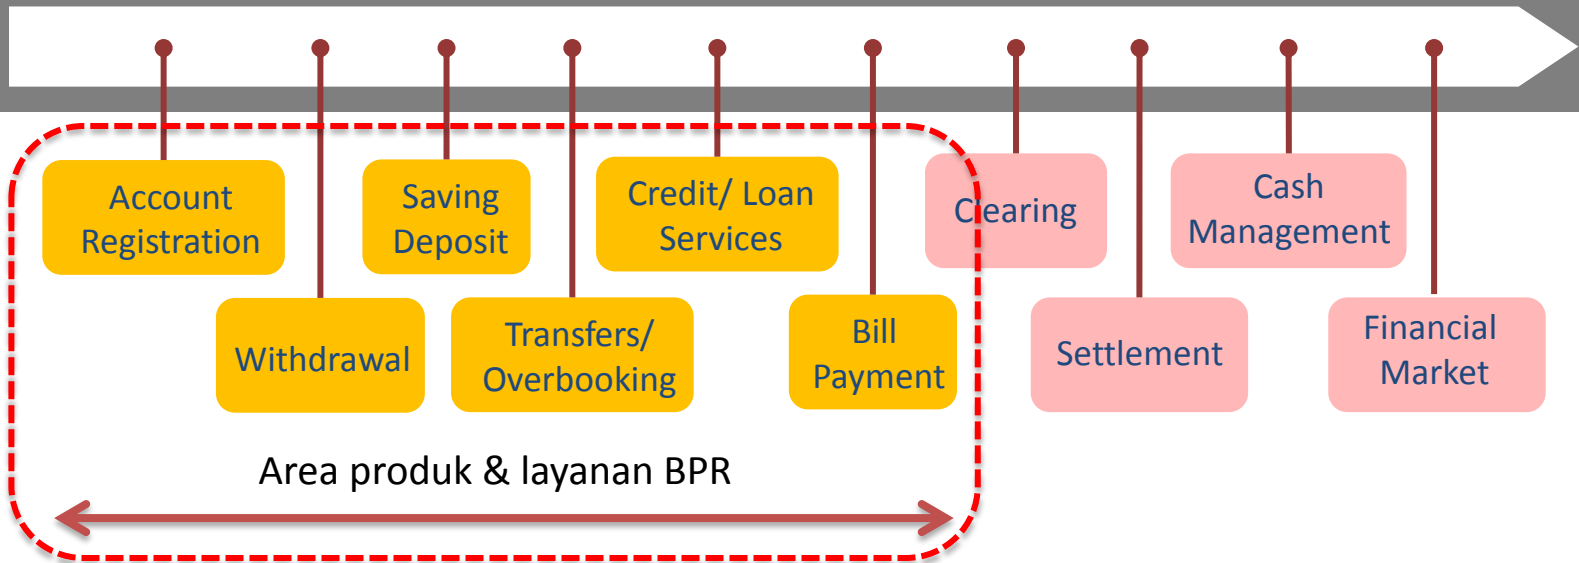 Account
Registration
Withdrawal
Saving
Deposit
Transfers/
Overbooking
Credit/ Loan
Services
Bill
Payment
Clearing
Settlement
Cash
Management
Financial
Market
Area produk & layanan BPR